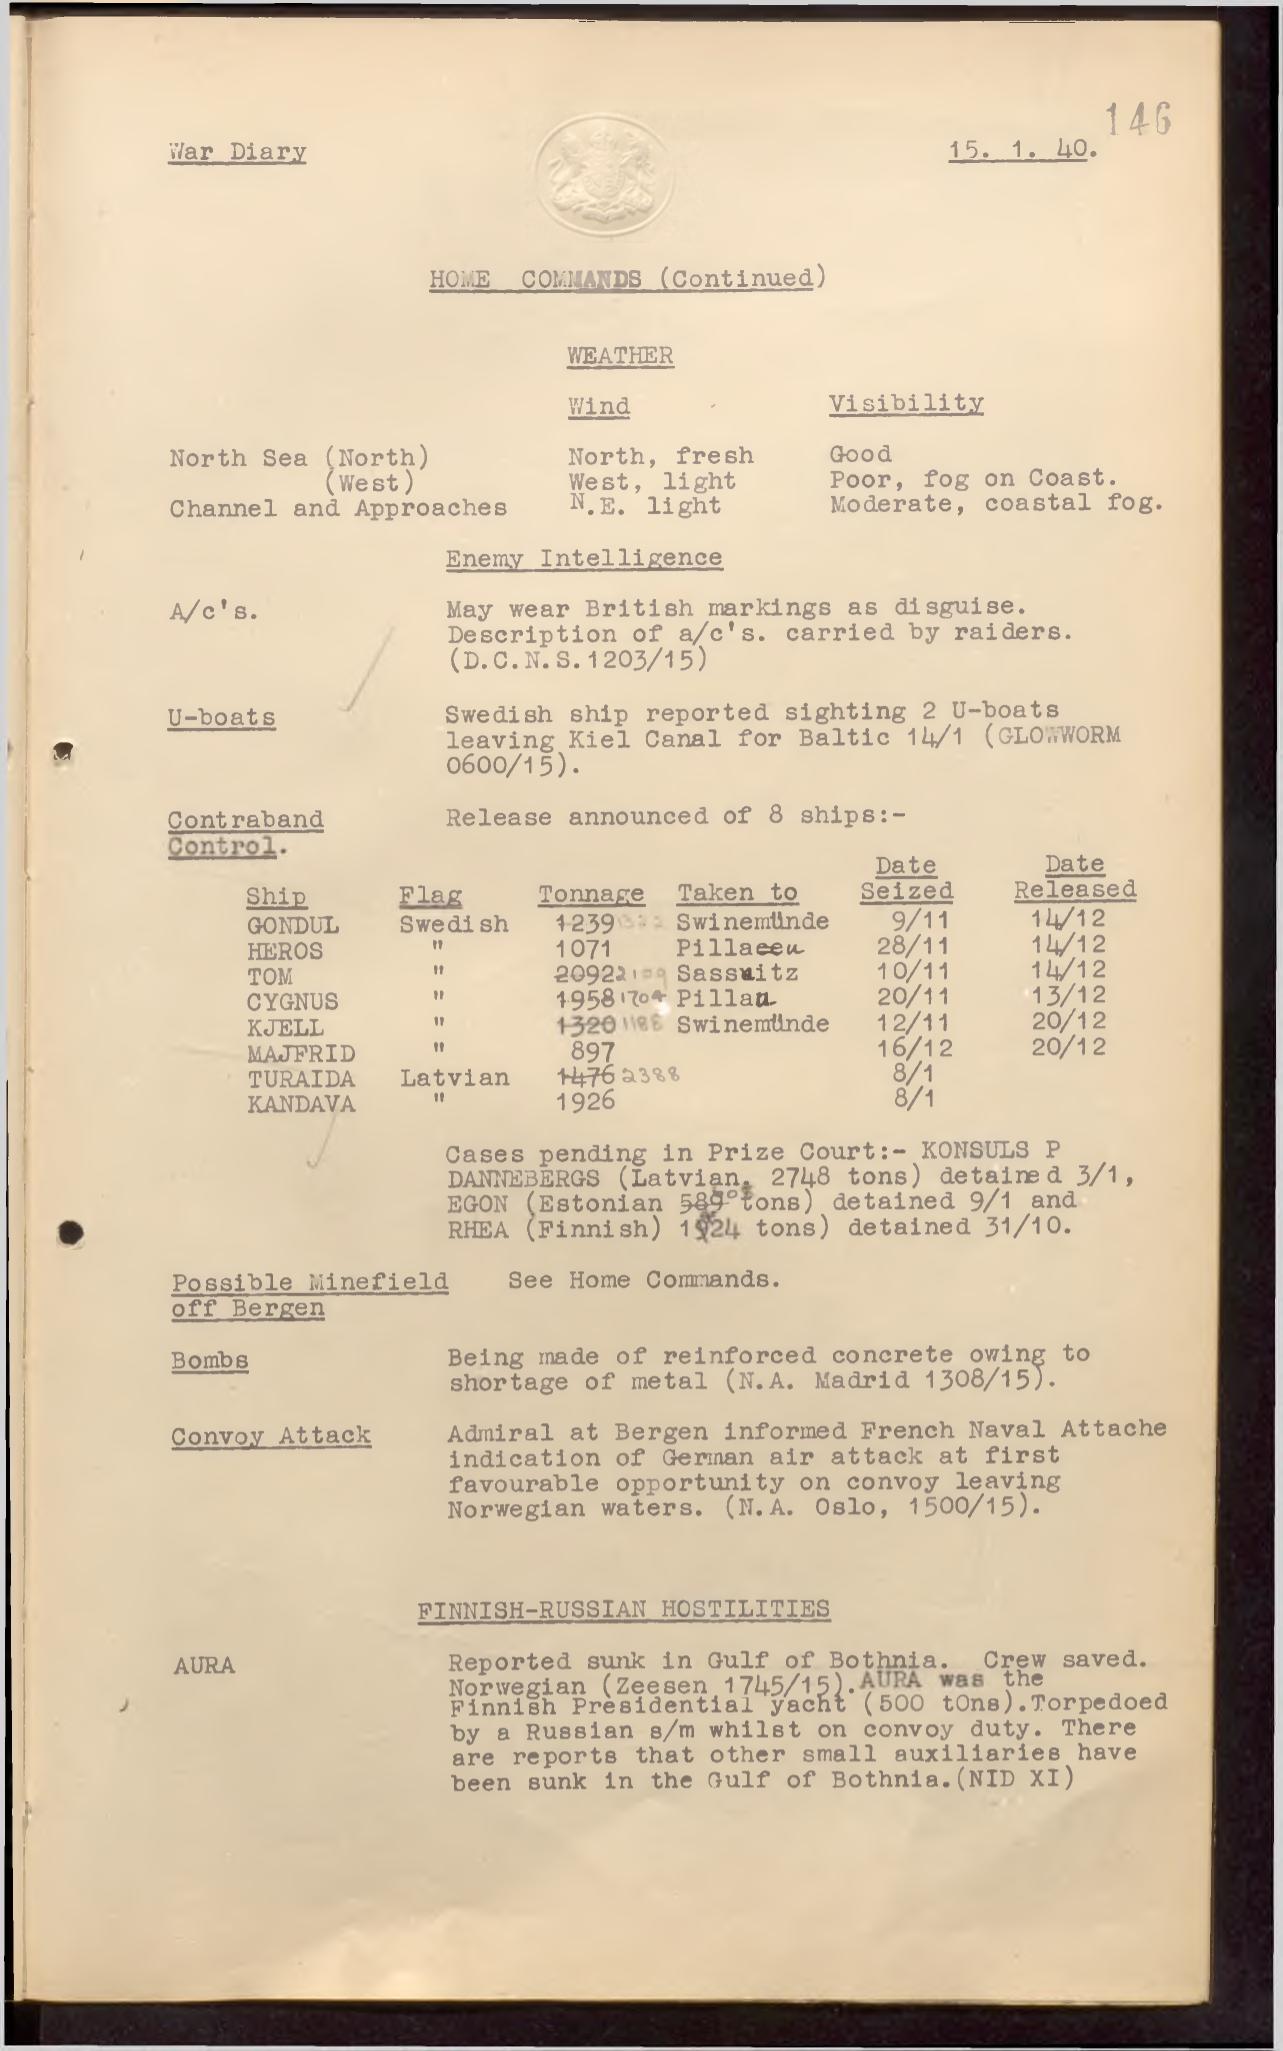 146
War Diary 15. 1. 40.
HOME COMMANDS (Continued)
WEATHER
Wind Visibility
North Sea (North) North, fresh Good
(West) West, light Poor, fog on Coast.
Channel and Approaches N.E. light Moderate, coastal fog.
Enemy Intelligence
A/c's. May wear British markings as disguise.
Description of a/c's. carried by raiders.
(D.C.N.S.1203/15)
U-boats Swedish ship reported sighting 2 U-boats
leaving Kiel Canal for Baltic 14/1 (GLOWWORM
0600/15).
Contraband Release announced of 8 ships:-
Control.
Date Date
Ship Flag Tonnage Taken to Seized Released
GONDUL Swedish 1239 Swinemünde 9/11 14/12
HEROS " 1071 Pillau 28/11 14/12
TOM " 2092 2109 Sassnitz 10/11 14/12
CYGNUS " 1958 1704 Pillau 20/11 13/12
KJELL " 1320 1188 Swinemünde 12/11 20/12
MAJFRID " 897 16/12 20/12
TURAIDA Latvian 1476 2388 8/1
KANDAVA " 1926 8/1
Cases pending in Prize Court:- KONSULS P
DANNEBERGS (Latvian, 2748 tons) detained 3/1,
EGON (Estonian tons) detained 9/1 and
RHEA (Finnish) tons) detained 31/10.
Possible Minefield See Home Commands.
off Bergen
Bombs Being made of reinforced concrete owing to
shortage of metal (N.A. Madrid 1308/15).
Convoy Attack Admiral at Bergen informed French Naval Attache
indication of German air attack at first
favourable opportunity on convoy leaving
Norwegian waters. (N.A. Oslo, 1500/15).
FINNISH-RUSSIAN HOSTILITIES
AURA Reported sunk in Gulf of Bothnia. Crew saved.
Norwegian (Zeesen 1745/15). AURA was the
Finnish Presidential yacht (500 tOns).Torpedoed
by a Russian s/m whilst on convoy duty. There
are reports that other small auxiliaries have
been sunk in the Gulf of Bothnia.(NID XI)